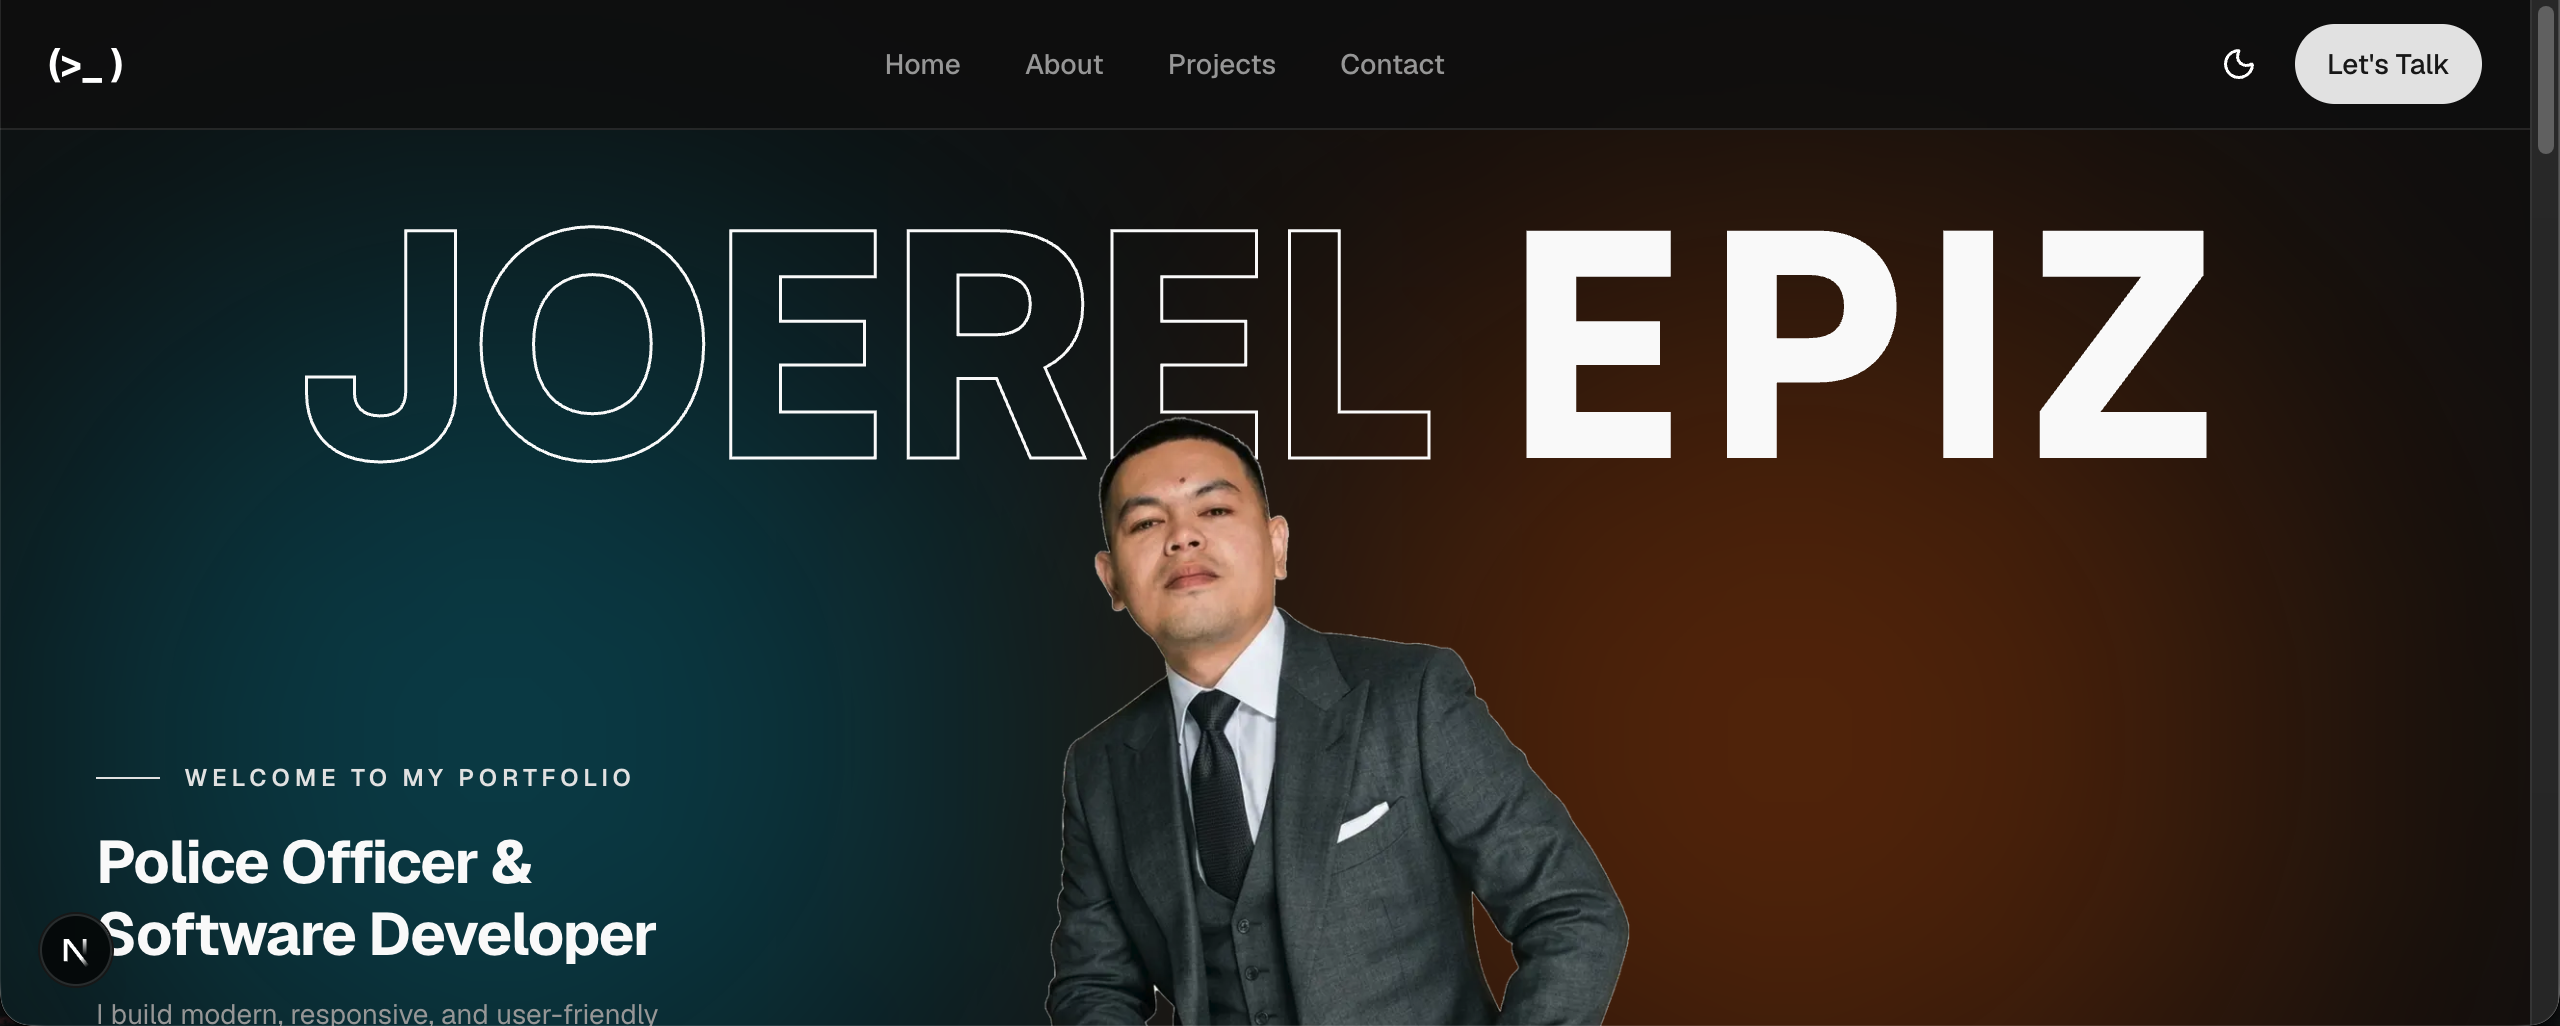 (>_ )
Home About Projects Contact
Let's Talk
JOEREL EPIZ
WELCOME TO MY PORTFOLIO
Police Officer &
Software Developer
N
I build modern, responsive, and user-friendly